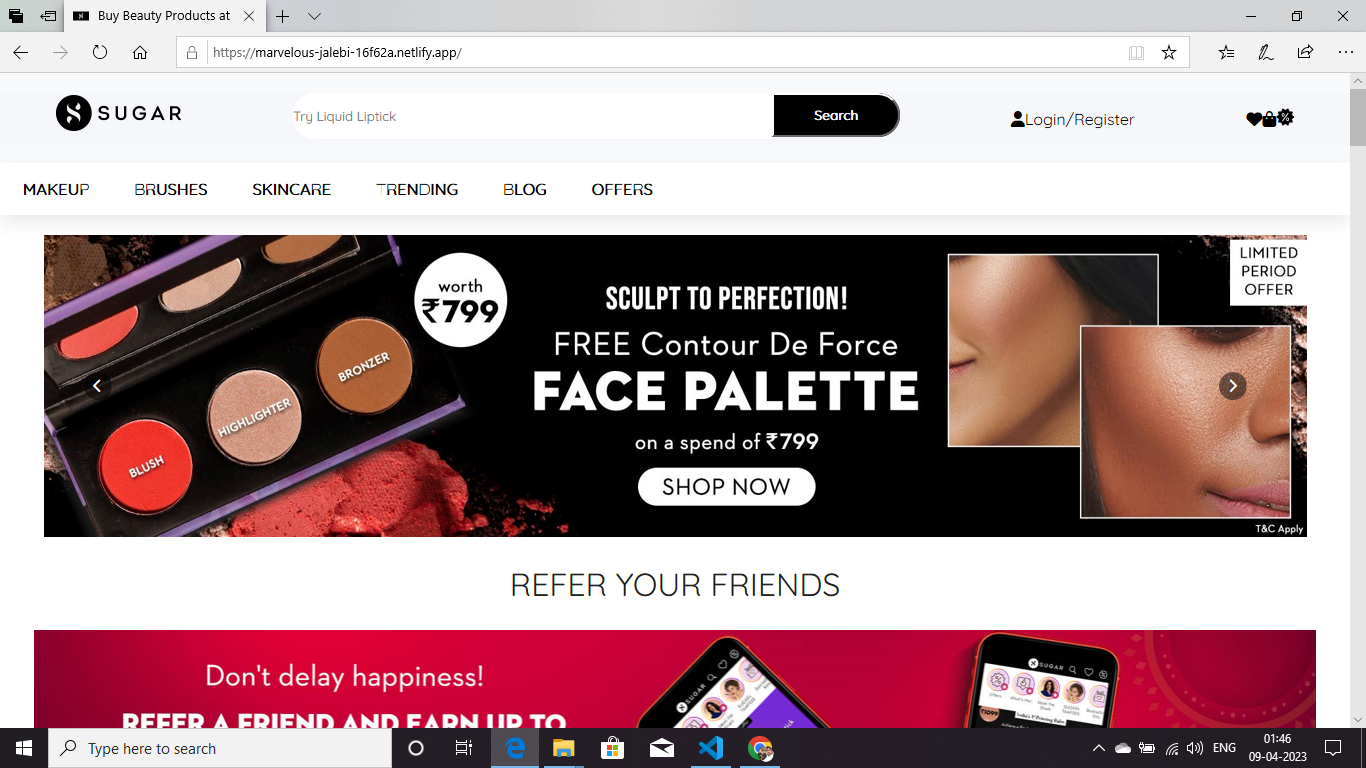 Buy Beauty Products at
https://marvelous-jalebi-16f62a.netlify.app/
SUGAR
Try Liquid Liptick
Search
Login/Register
MAKEUP
BRUSHES
SKINCARE
TRENDING
BLOG
OFFERS
worth
₹799
BLUSH
HIGHLIGHTER
BRONZER
SCULPT TO PERFECTION!
FREE Contour De Force
FACE PALETTE
on a spend of ₹799
SHOP NOW
LIMITED
PERIOD
OFFER
T&C Apply
REFER YOUR FRIENDS
Don't delay happiness!
REFER A FRIEND AND EARN UP TO
SUGAR
SUGAR
Offers
Type here to search
ENG
01:46
09-04-2023